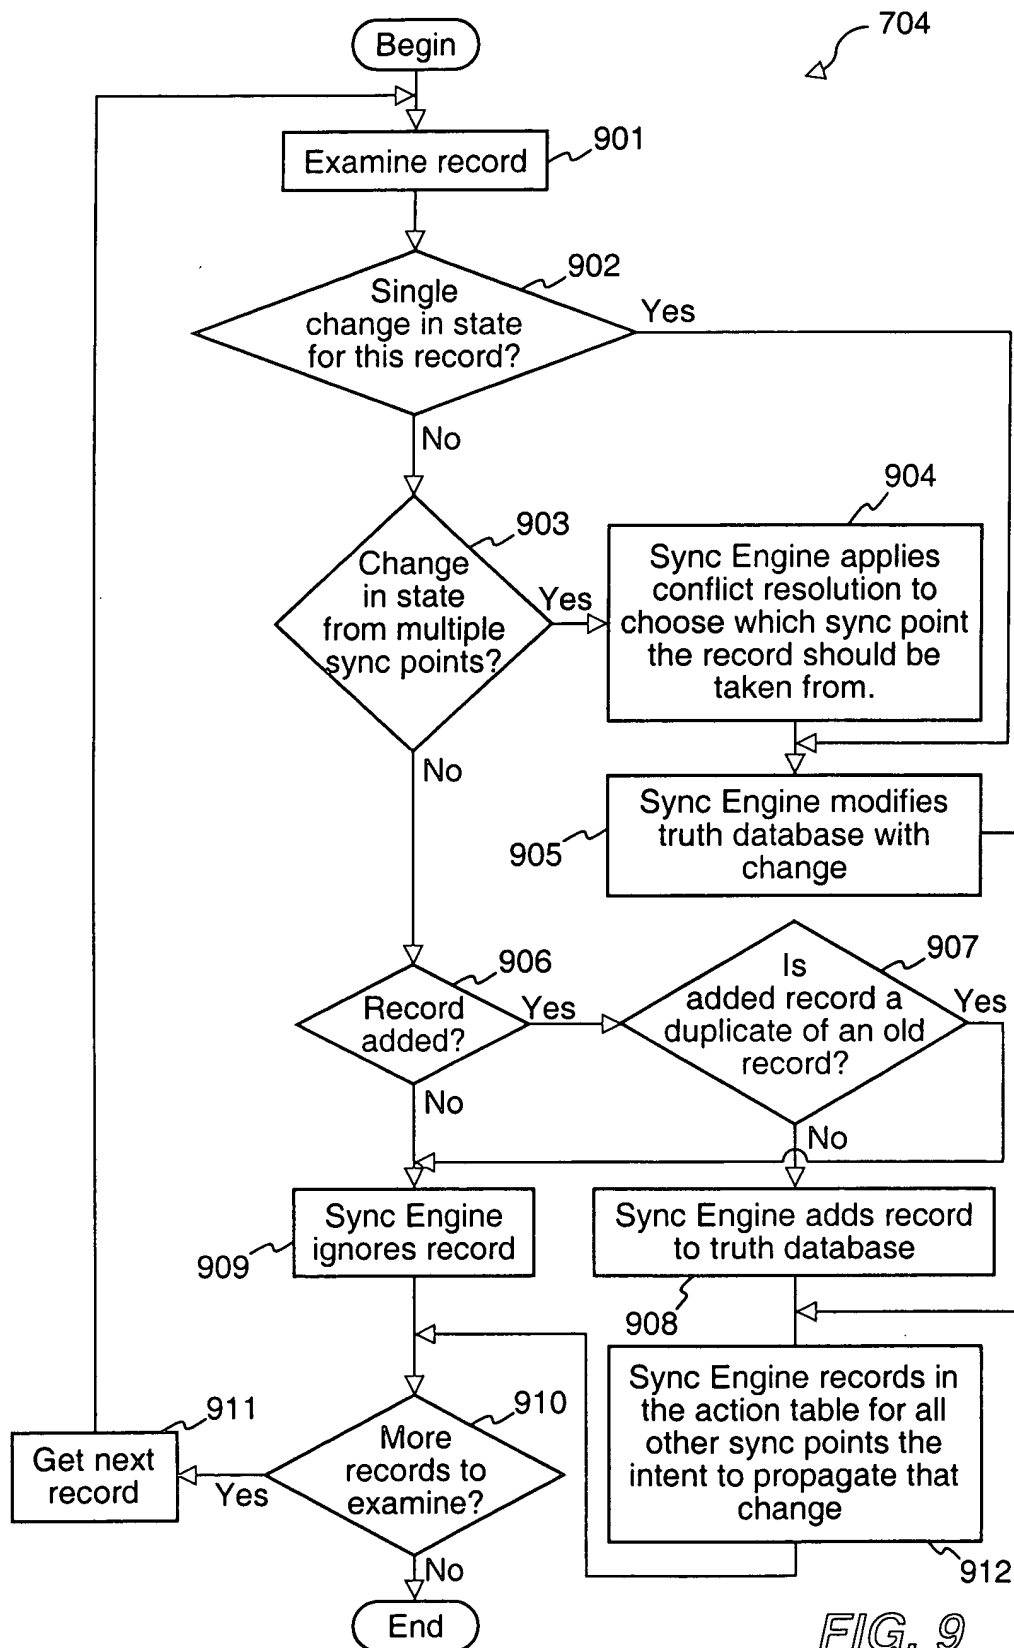 704
Begin
Examine record
901
902
Single
change in state
for this record?
Yes
No
903
Change
in state
from multiple
sync points?
Yes
904
Sync Engine applies
conflict resolution to
choose which sync point
the record should be
taken from.
No
Sync Engine modifies
truth database with
change
905
906
Record
added?
Yes
907
Is
added record a
duplicate of an old
record?
Yes
No
No
Sync Engine
ignores record
909
Sync Engine adds record
to truth database
908
Sync Engine records in
the action table for all
other sync points the
intent to propagate that
change
912
910
More
records to
examine?
Yes
911
Get next
record
No
End
FIG. 9